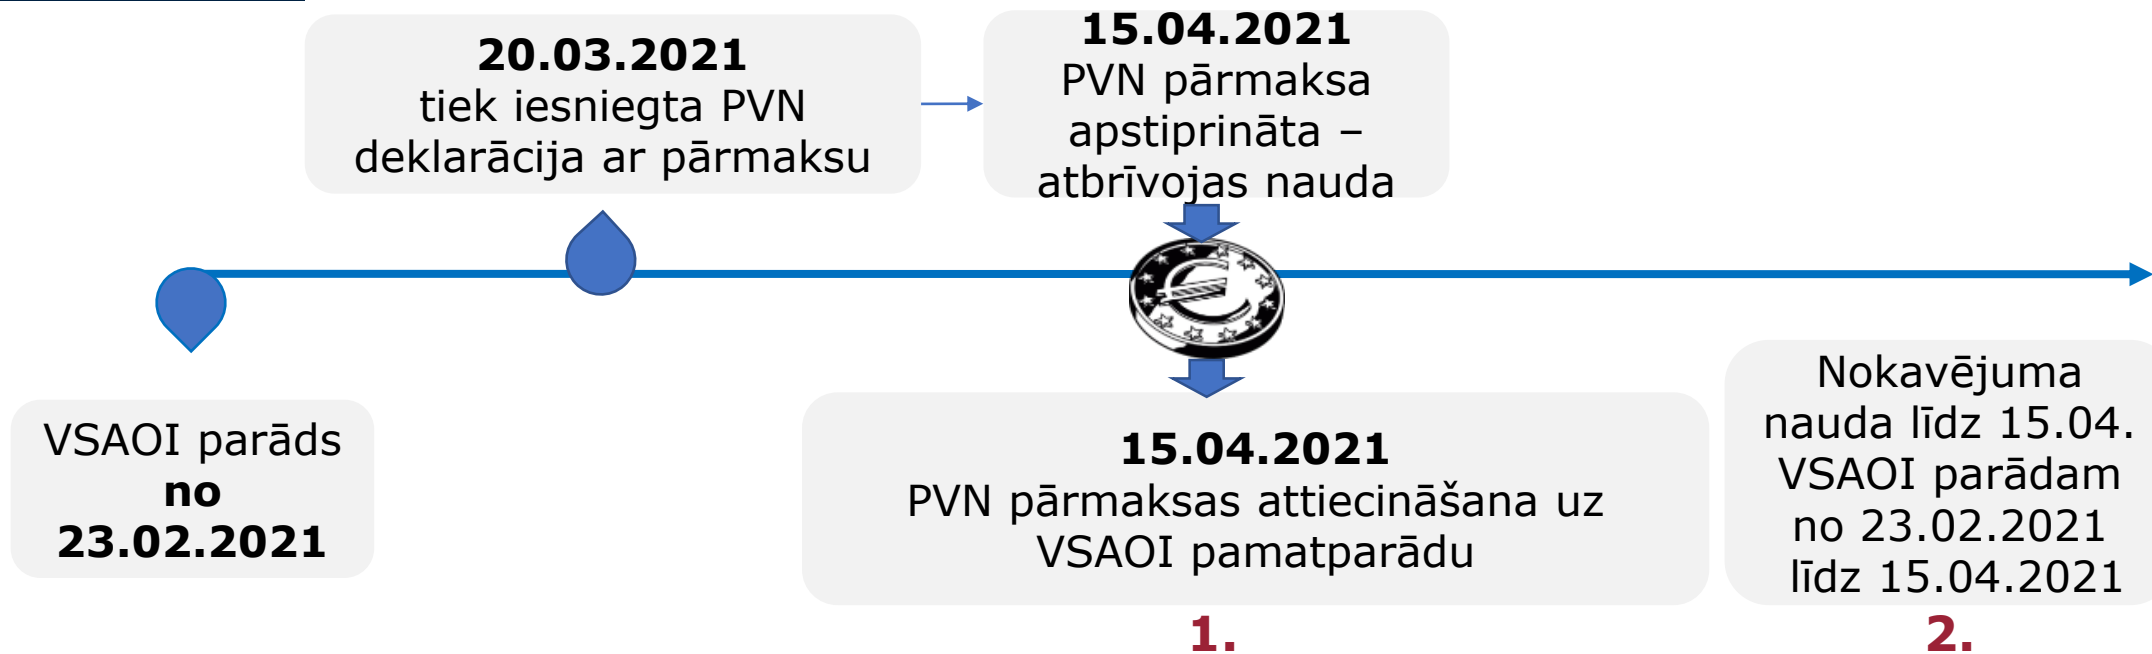 20.03.2021
tiek iesniegta PVN
deklarācija ar pārmaksu
15.04.2021
PVN pārmaksa
apstiprināta –
atbrīvojas nauda
VSAOI parāds
no
23.02.2021
15.04.2021
PVN pārmaksas attiecināšana uz
VSAOI pamatparādu
1.
Nokavējuma
nauda līdz 15.04.
VSAOI parādam
no 23.02.2021
līdz 15.04.2021
2.